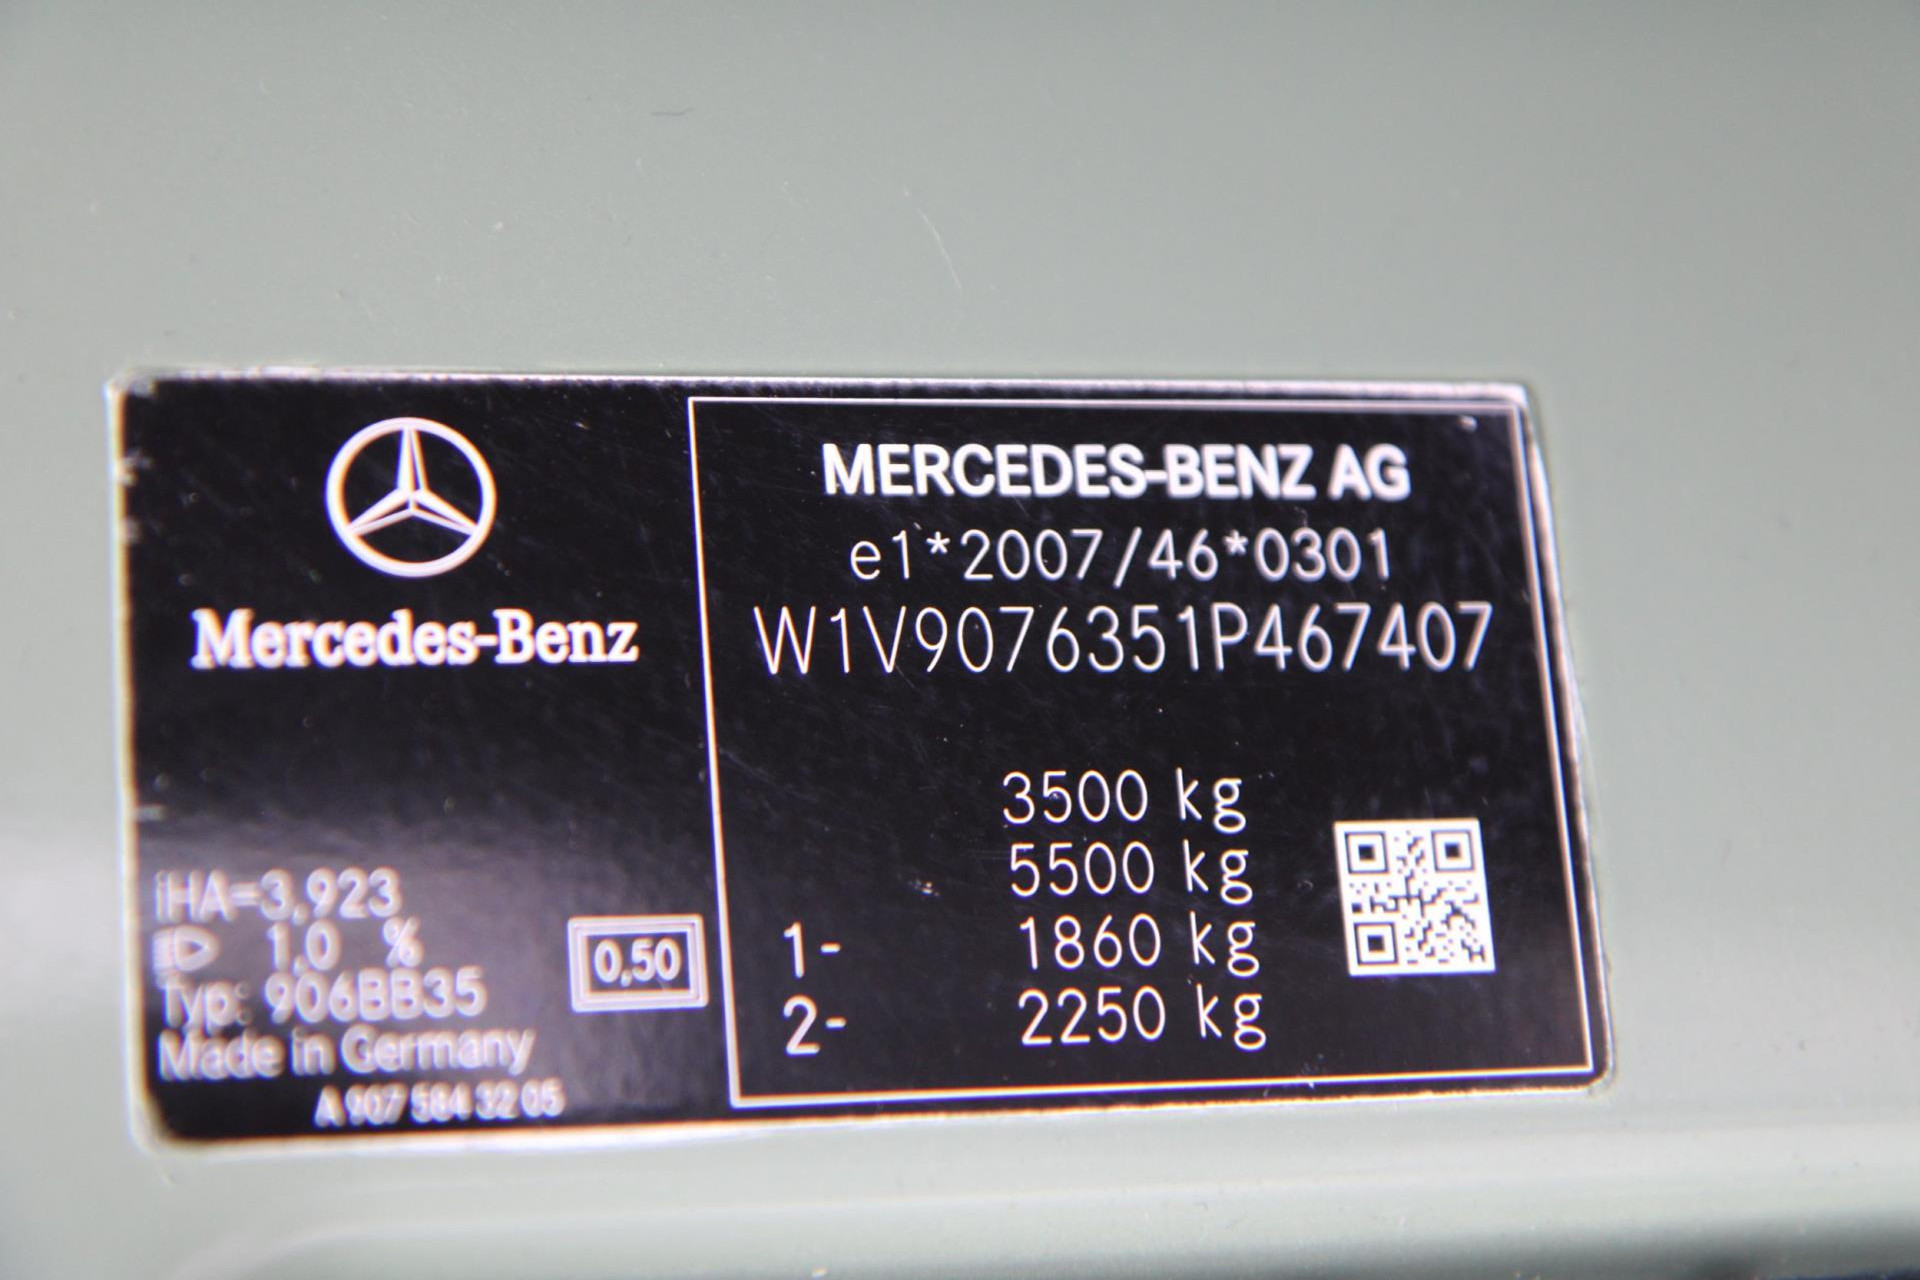 Mercedes-Benz
iHA=3,923
1,0 %
Typ: 906BB35
Made in Germany
A 907 584 32 05
0,50
MERCEDES-BENZ AG
e1*2007/46*0301
W1V9076351P467407
3500 kg
5500 kg
1- 1860 kg
2- 2250 kg